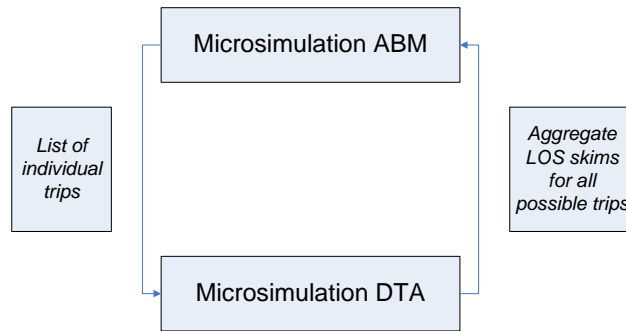 Microsimulation ABM
List of
individual
trips
Aggregate
LOS skims
for all
possible trips
Microsimulation DTA